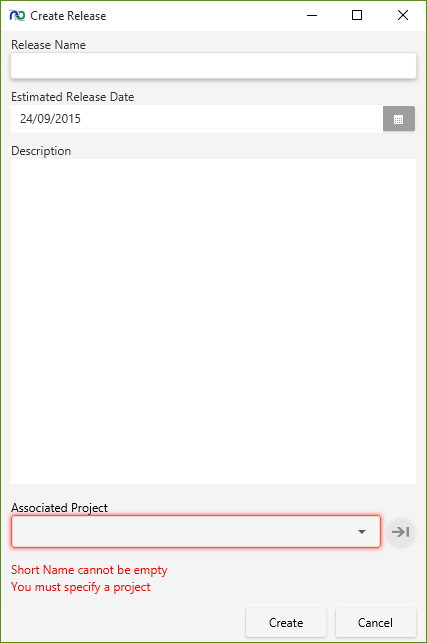 Create Release
Release Name
Estimated Release Date
24/09/2015
Description
Associated Project
Short Name cannot be empty
You must specify a project
Create Cancel